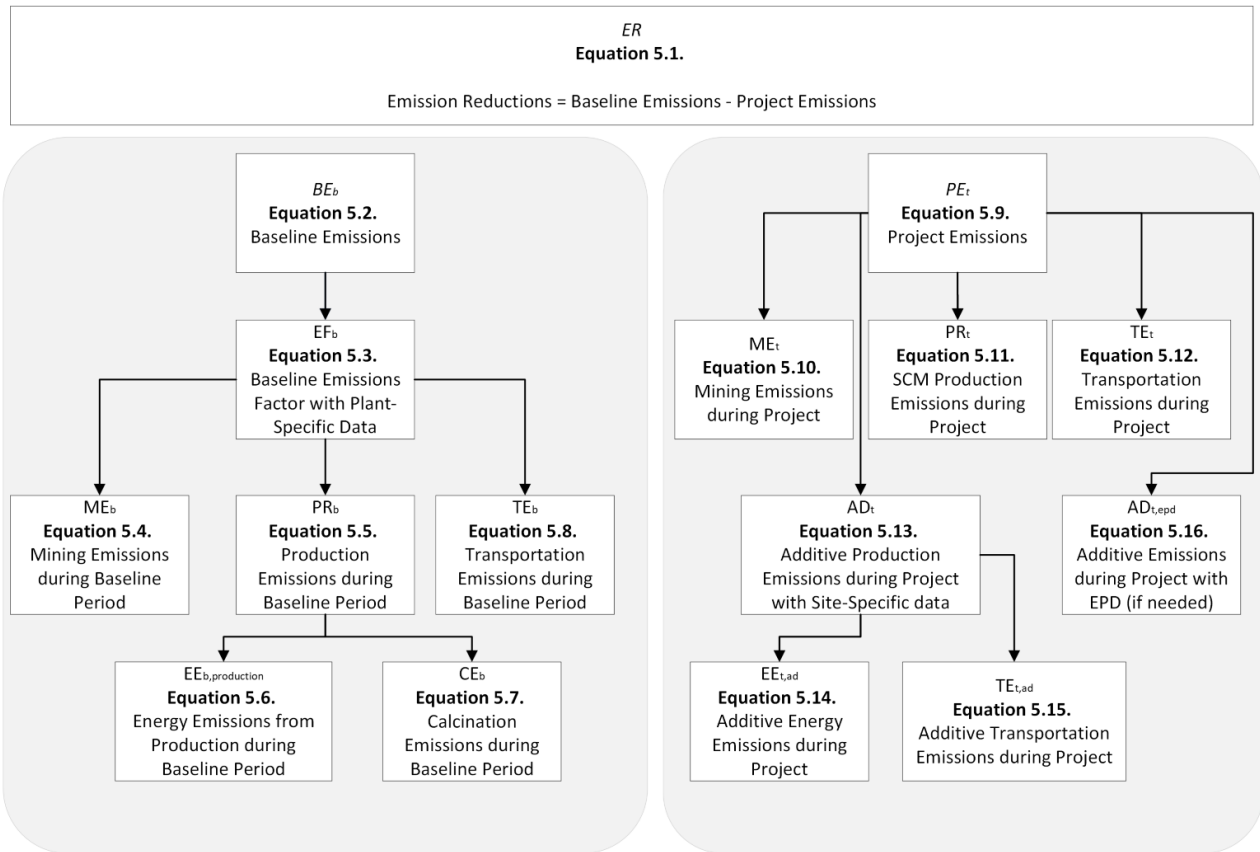 ER
Equation 5.1.
Emission Reductions = Baseline Emissions - Project Emissions
BEb
Equation 5.2.
Baseline Emissions
EFb
Equation 5.3.
Baseline Emissions
Factor with Plant-
Specific Data
MEb
Equation 5.4.
Mining Emissions
during Baseline
Period
PRb
Equation 5.5.
Production
Emissions during
Baseline Period
TEb
Equation 5.8.
Transportation
Emissions during
Baseline Period
EEb,production
Equation 5.6.
Energy Emissions from
Production during
Baseline Period
CEb
Equation 5.7.
Calcination
Emissions during
Baseline Period
PEt
Equation 5.9.
Project Emissions
MEt
Equation 5.10.
Mining Emissions
during Project
PRt
Equation 5.11.
SCM Production
Emissions during
Project
TEt
Equation 5.12.
Transportation
Emissions during
Project
ADt
Equation 5.13.
Additive Production
Emissions during Project
with Site-Specific data
ADt,epd
Equation 5.16.
Additive Emissions
during Project with
EPD (if needed)
EEt,ad
Equation 5.14.
Additive Energy
Emissions during
Project
TEt,ad
Equation 5.15.
Additive Transportation
Emissions during Project